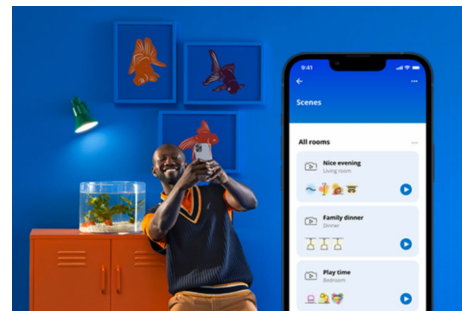 9:41
Scenes
All rooms
Nice evening
Living room
Family dinner
Dinner
Play time
Bedroom